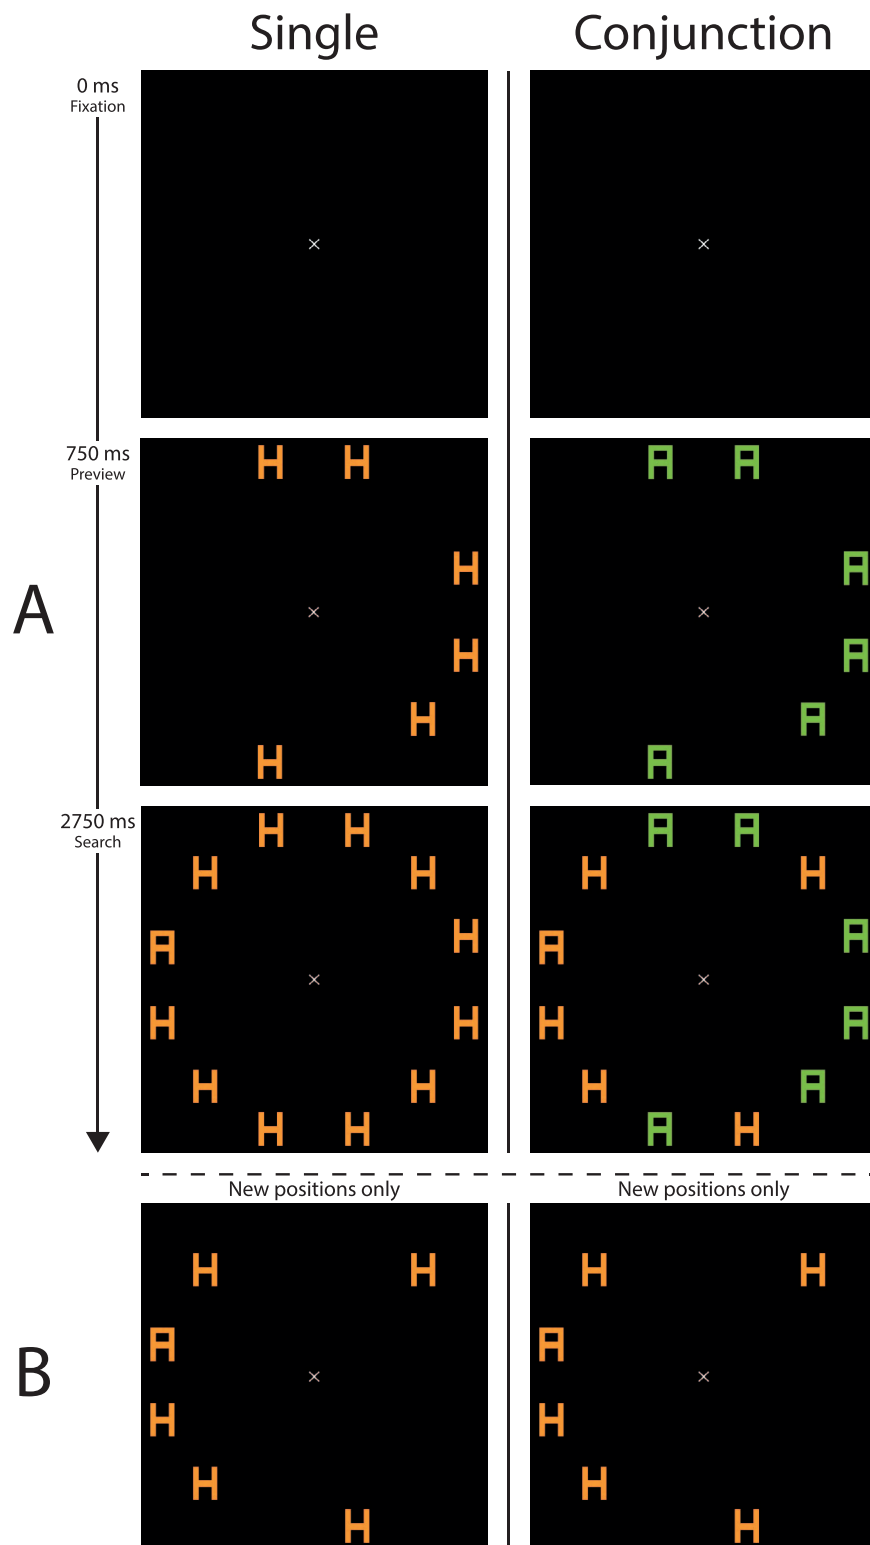 Single Conjunction
0 ms
Fixation
× ×
750 ms
Preview
H H A A
H A
A
× ×
H A
H A
H A
2750 ms
Search
H H A A
H H H H
H A
A A
× ×
H H H A
H H H A
H H A H
New positions only New positions only
H H H H
A A
× ×
B
H H
H H
H H